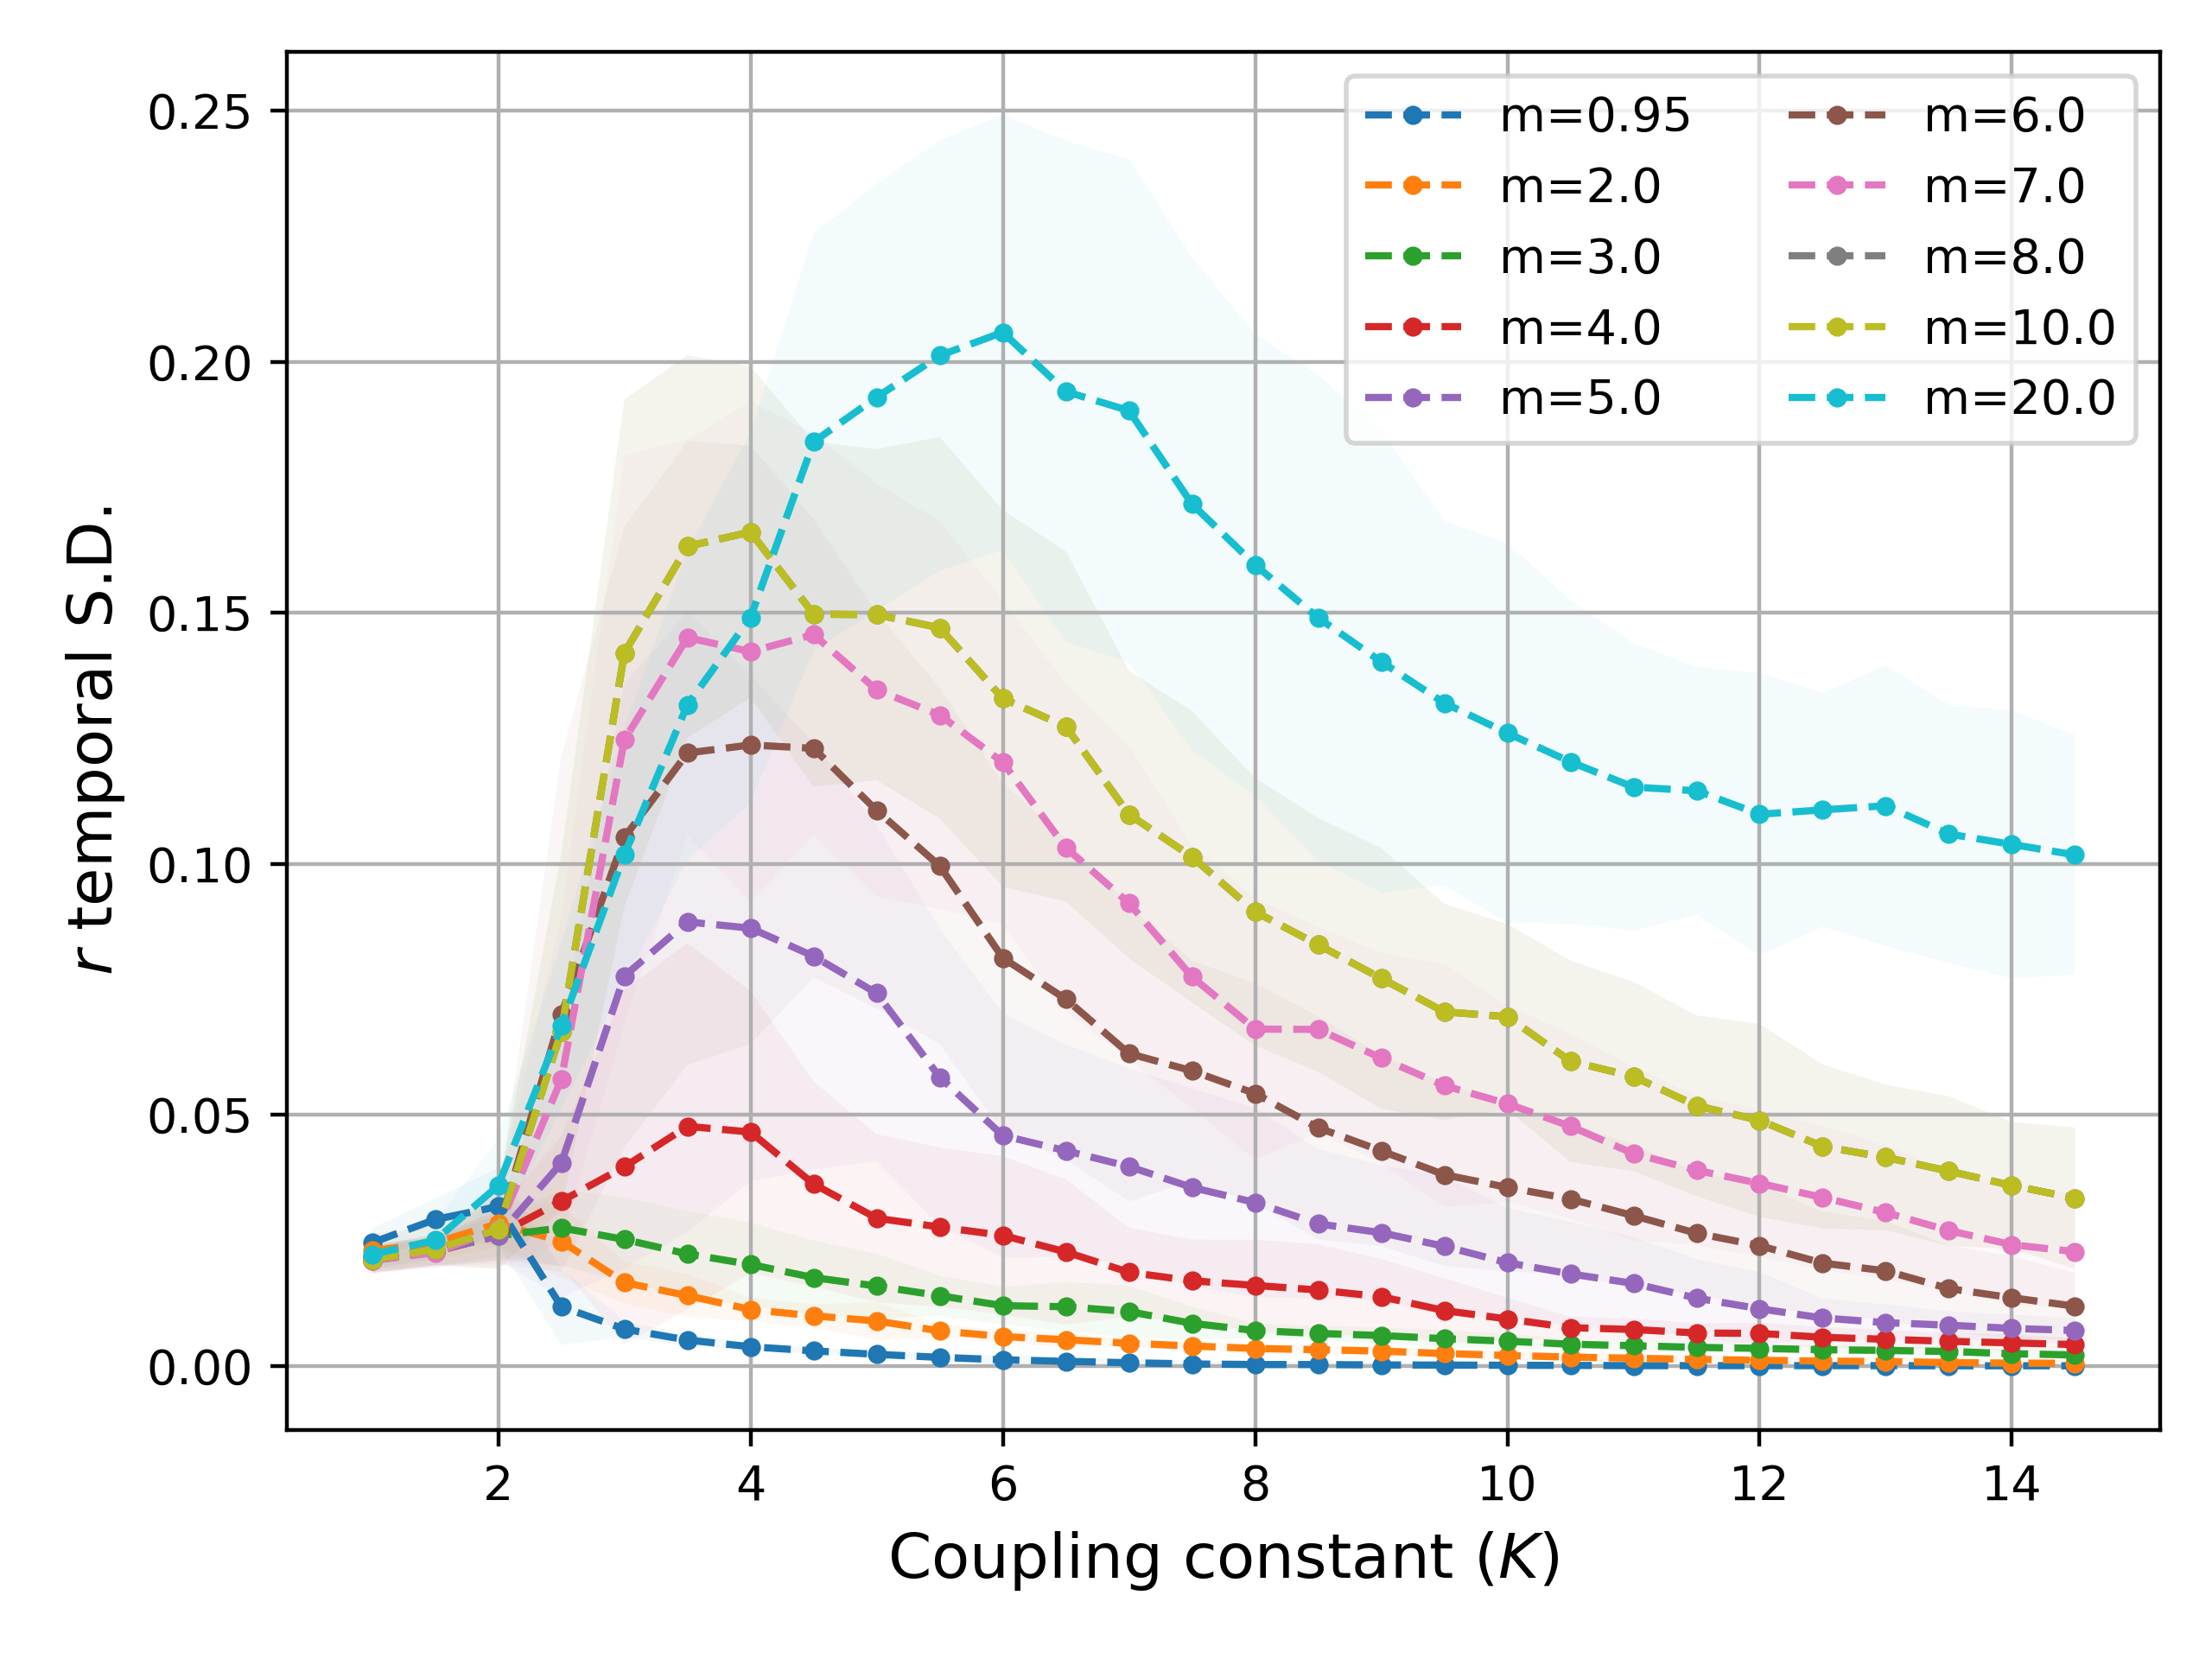 0.25
0.20
0.15
0.10
0.05
0.00
r temporal S.D.
m=0.95
m=2.0
m=3.0
m=4.0
m=5.0
m=6.0
m=7.0
m=8.0
m=10.0
m=20.0
2 4 6 8 10 12 14
Coupling constant (K)